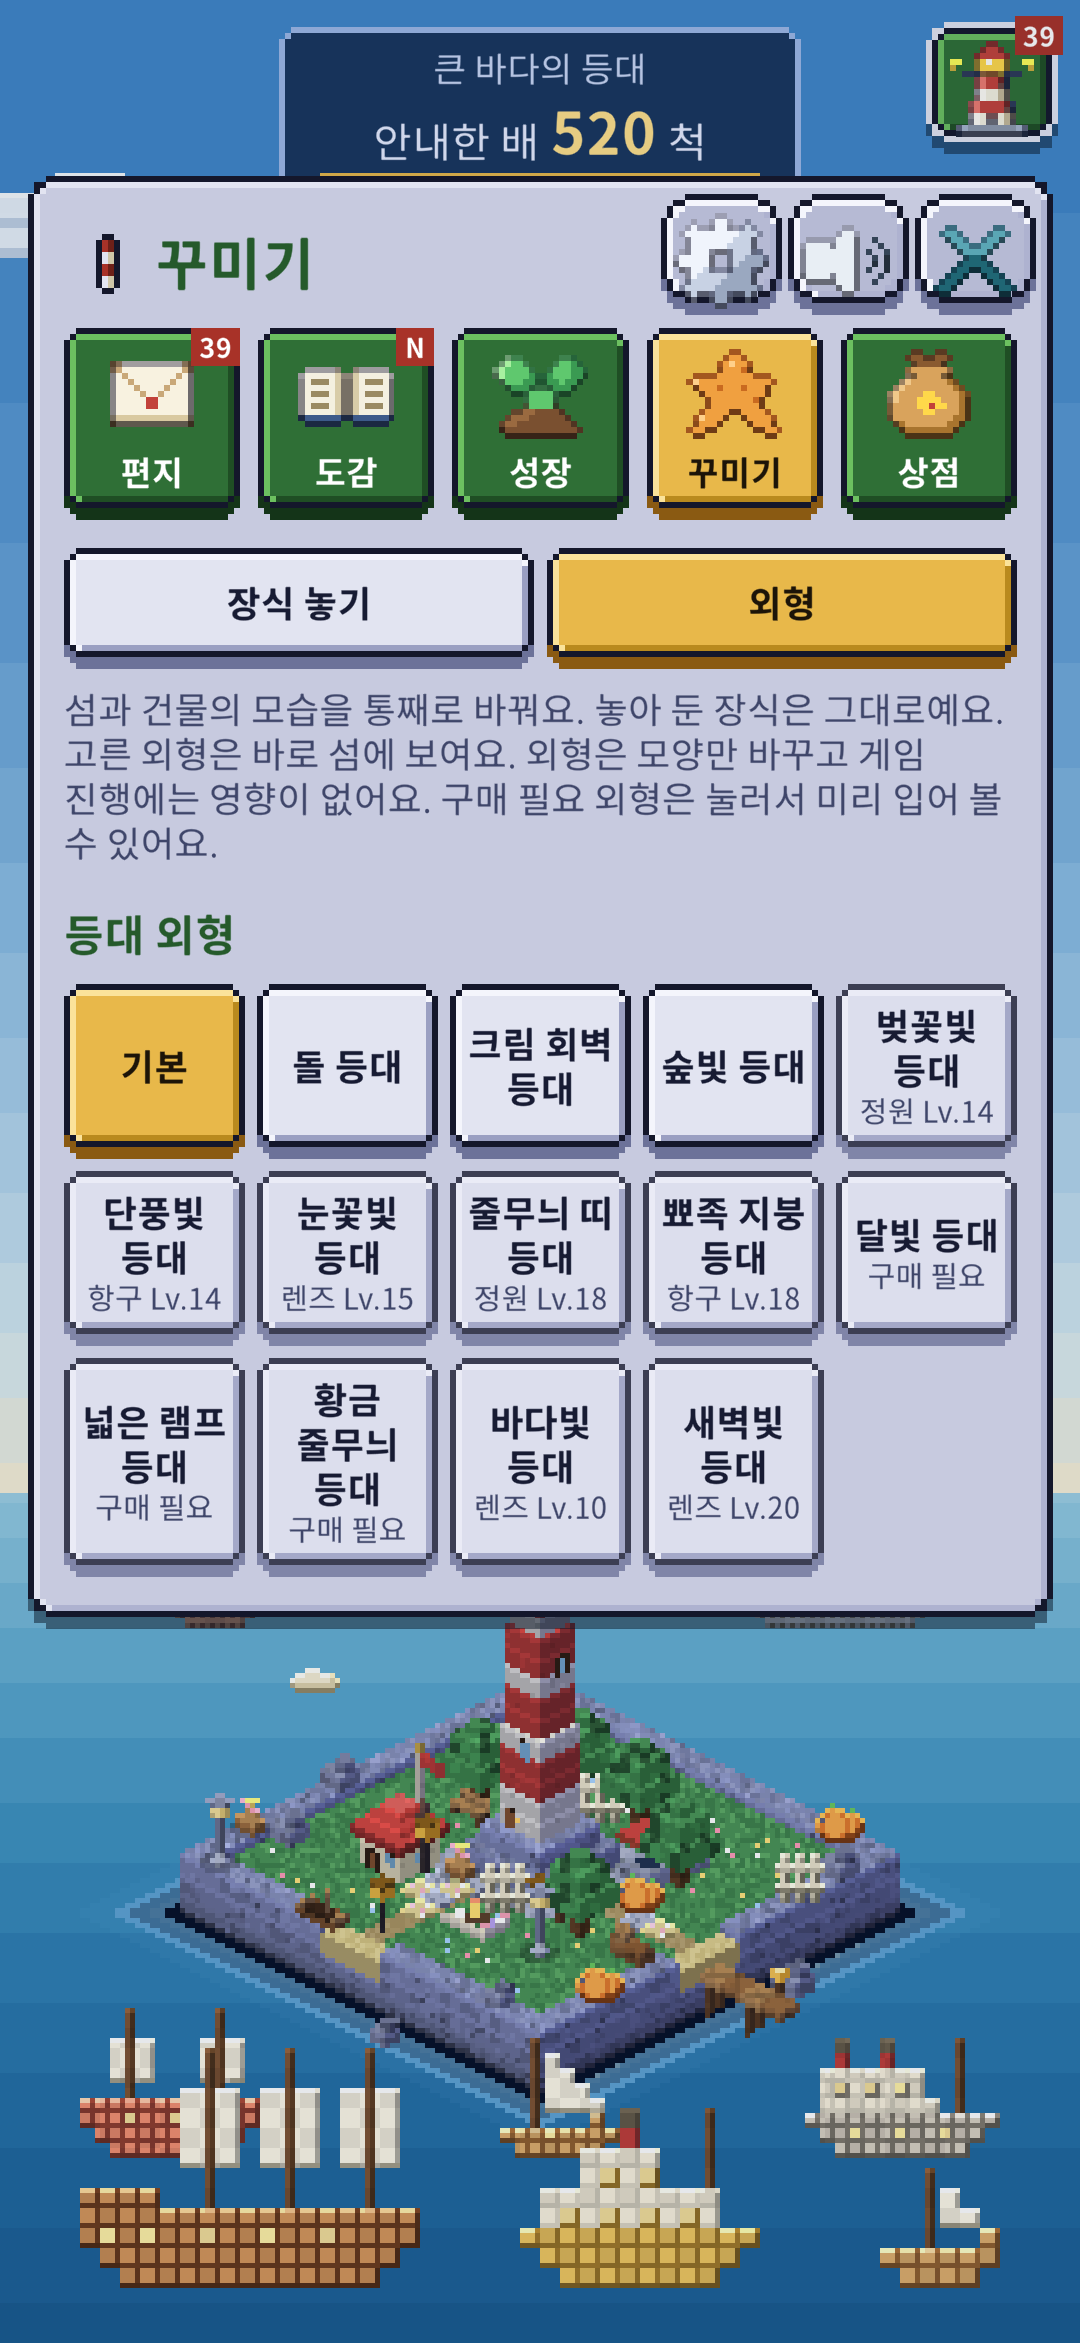 큰 바다의 등대
안내한 배 520 척
39
꾸미기
39
N
편지
도감
성장
꾸미기
상점
장식 놓기
외형
섬과 건물의 모습을 통째로 바꿔요. 놓아 둔 장식은 그대로예요.
고른 외형은 바로 섬에 보여요. 외형은 모양만 바꾸고 게임
진행에는 영향이 없어요. 구매 필요 외형은 눌러서 미리 입어 볼
수 있어요.
등대 외형
기본
돌 등대
크림 회벽
등대
숲빛 등대
벚꽃빛
등대
정원 Lv.14
단풍빛
등대
항구 Lv.14
눈꽃빛
등대
렌즈 Lv.15
줄무늬 띠
등대
정원 Lv.18
뾰족 지붕
등대
항구 Lv.18
달빛 등대
구매 필요
넓은 램프
등대
구매 필요
황금
줄무늬
등대
구매 필요
바다빛
등대
렌즈 Lv.10
새벽빛
등대
렌즈 Lv.20